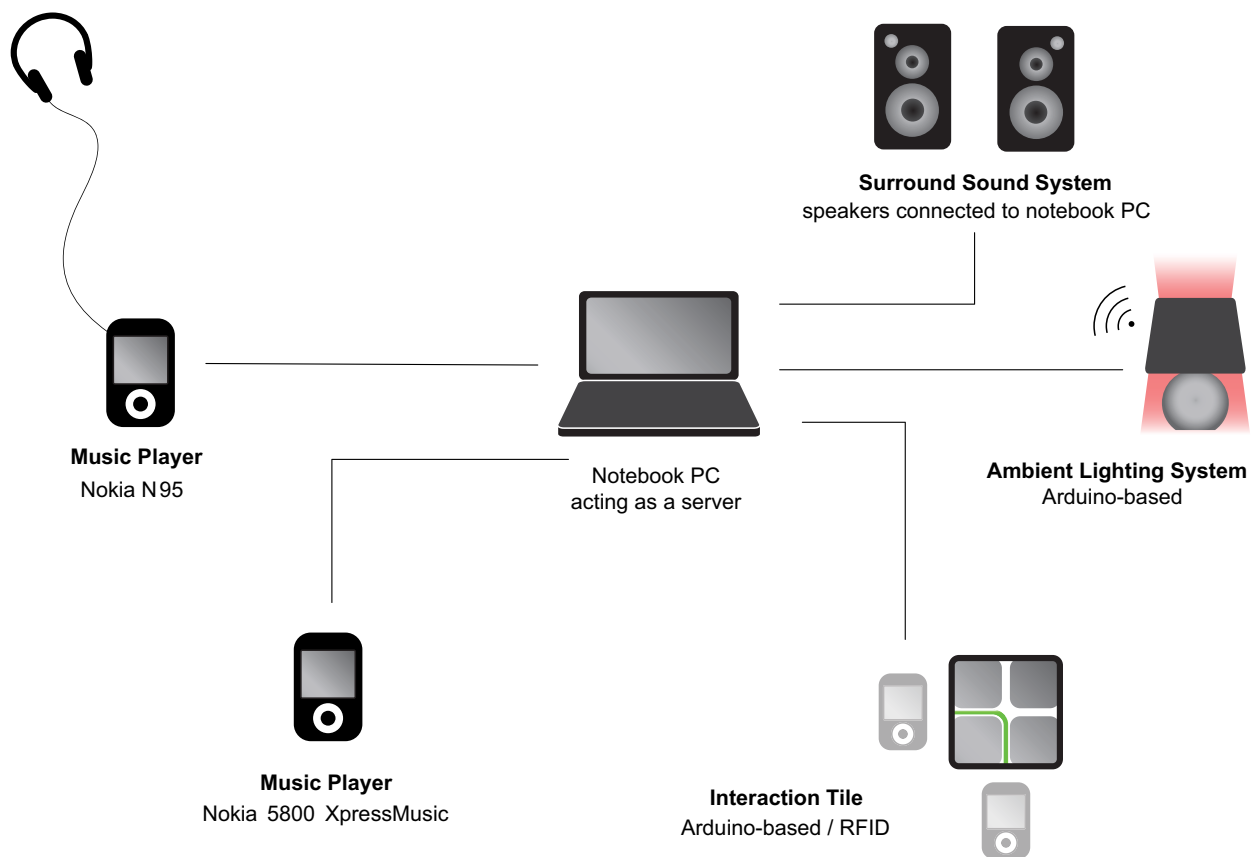 Surround Sound System
speakers connected to notebook PC
Music Player
Nokia N95
Notebook PC
acting as a server
Ambient Lighting System
Arduino-based
Music Player
Nokia 5800 XpressMusic
Interaction Tile
Arduino-based / RFID